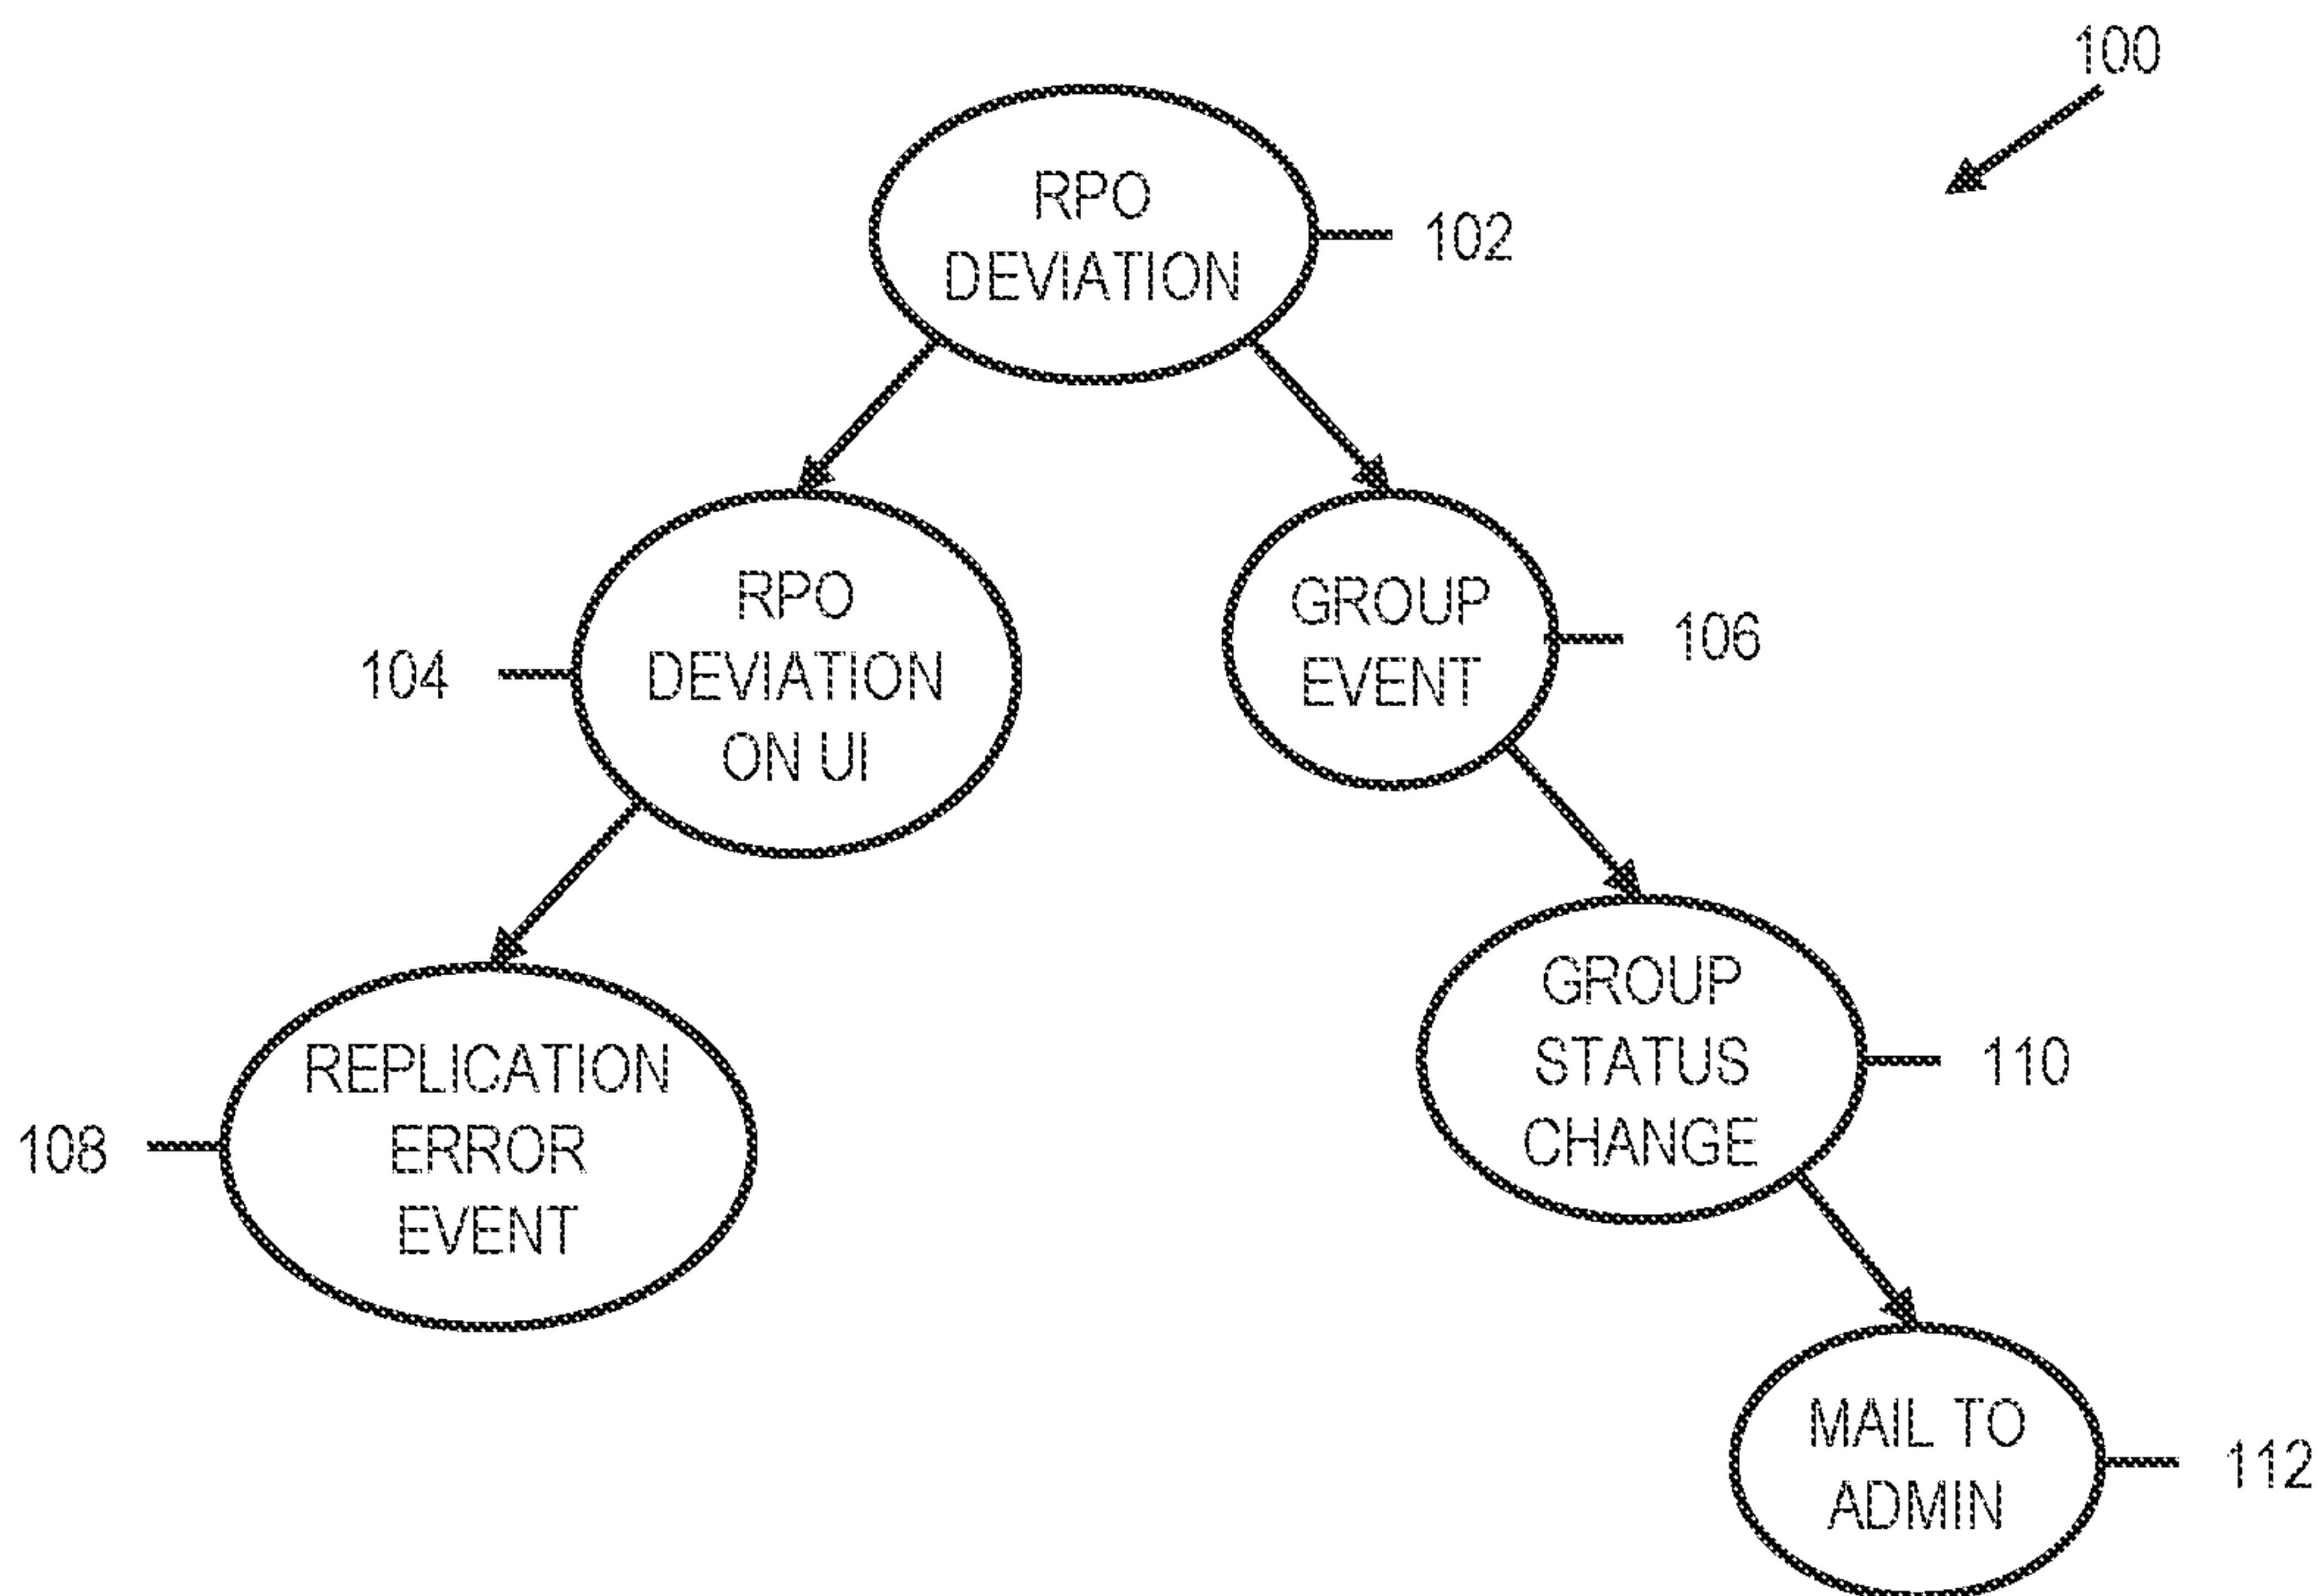 100
RPO
DEVIATION
102
RPO
DEVIATION
ON UI
104
GROUP
EVENT
106
REPLICATION
ERROR
EVENT
108
GROUP
STATUS
CHANGE
110
MAIL TO
ADMIN
112